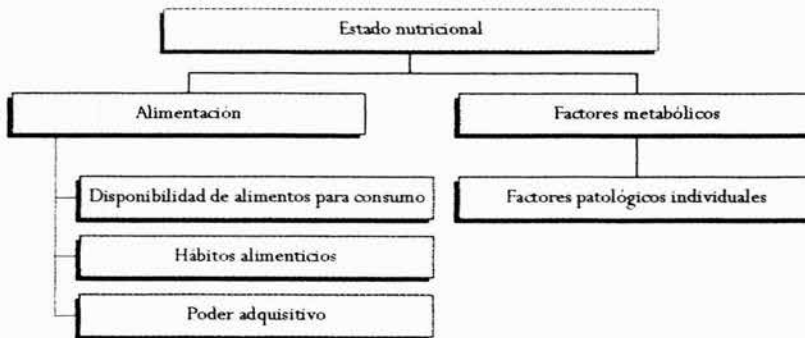 Estado nutricional
Alimentación
Factores metabólicos
Disponibilidad de alimentos para consumo
Factores patológicos individuales
Hábitos alimenticios
Poder adquisitivo